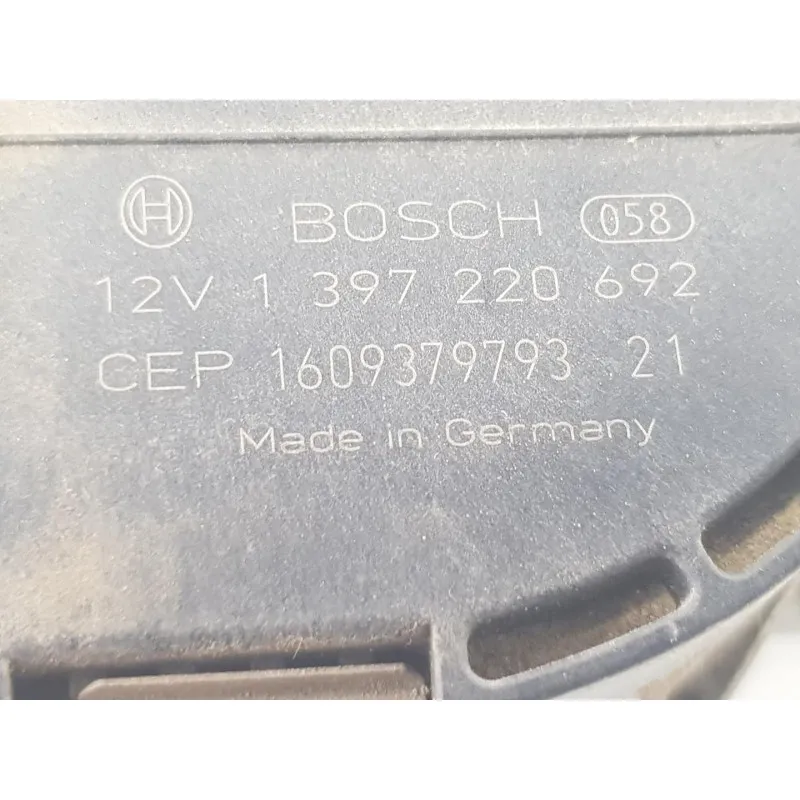 BOSCH 058
12V 1 397 220 692
CEP 1609379793 21
Made in Germany